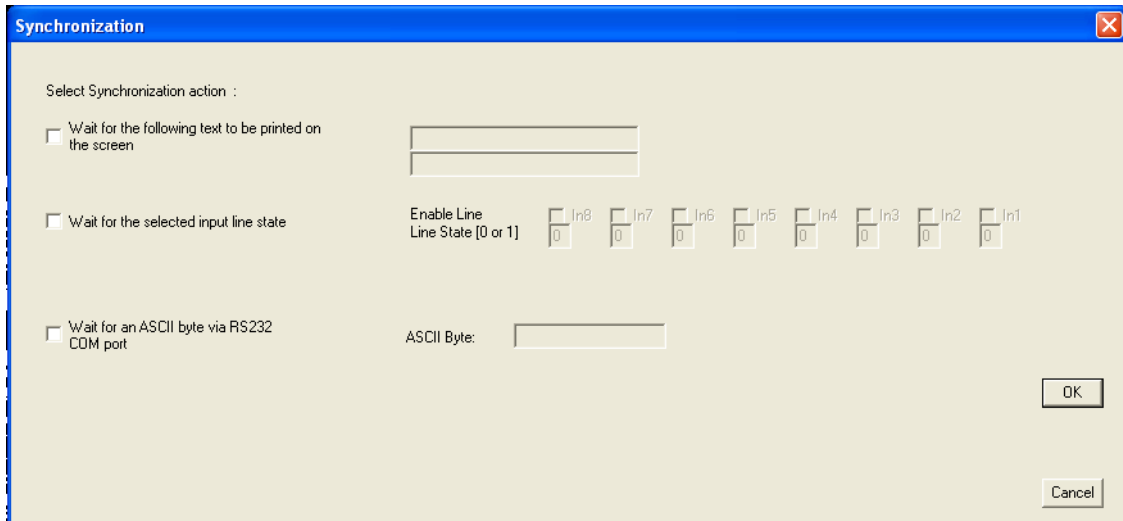 Synchronization
Select Synchronization action :
Wait for the following text to be printed on
the screen
Wait for the selected input line state
Enable Line In8 In7 In6 In5 In4 In3 In2 In1
Line State [0 or 1] 0 0 0 0 0 0 0 0
Wait for an ASCII byte via RS232
COM port
ASCII Byte:
OK
Cancel